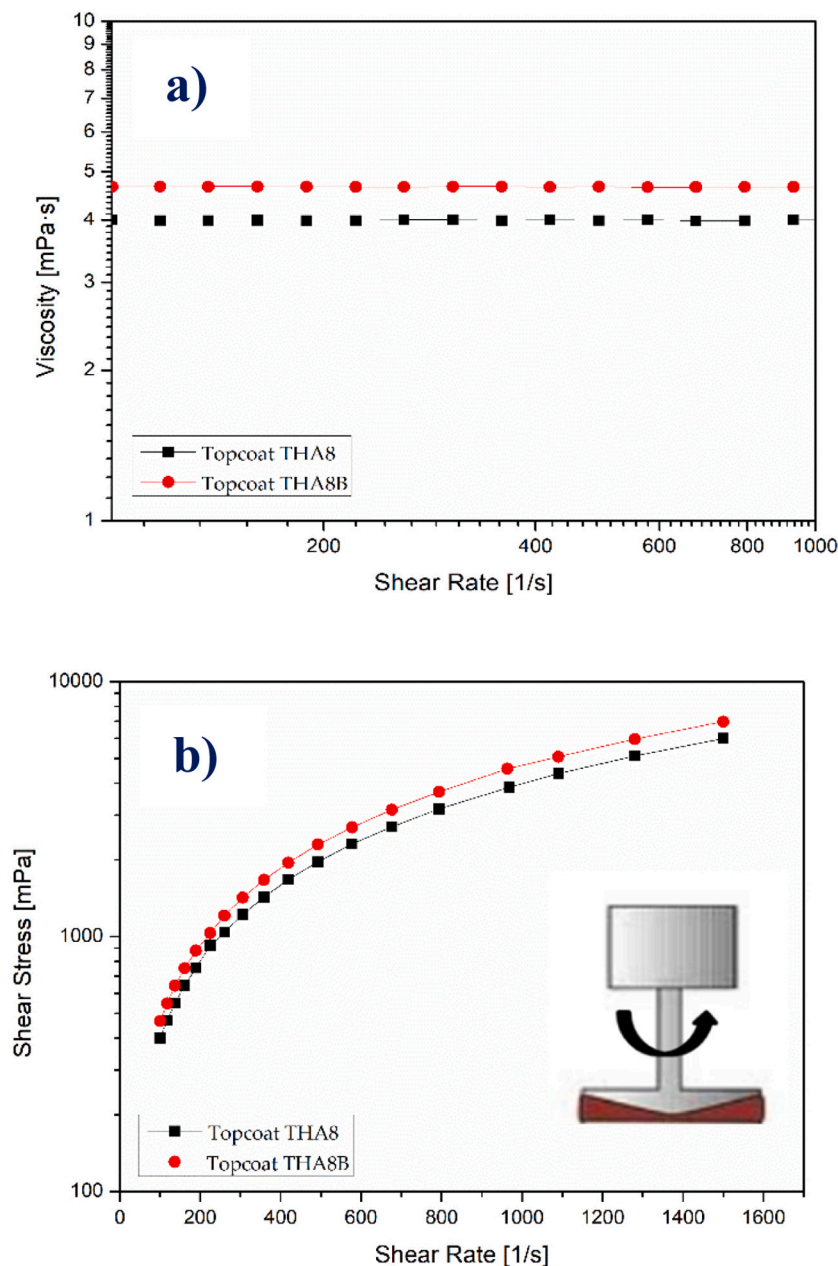 a)
10
9
8
7
6
5
4
3
2
1
Viscosity [mPa·s]
Topcoat THA8
Topcoat THA8B
200
400
600
800
1000
Shear Rate [1/s]
b)
10000
1000
100
Shear Stress [mPa]
Topcoat THA8
Topcoat THA8B
0
200
400
600
800
1000
1200
1400
1600
Shear Rate [1/s]